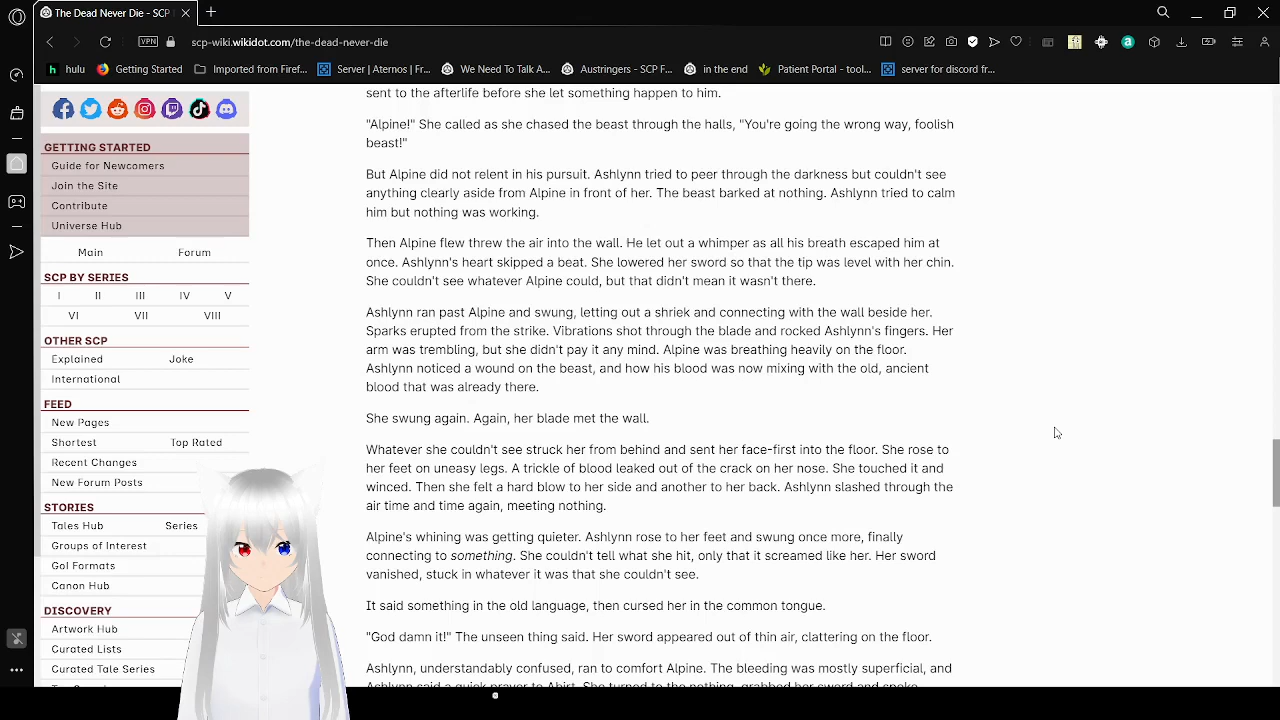 The Dead Never Die - SCP
VPN
scp-wiki.wikidot.com/the-dead-never-die
hulu
Getting Started
Imported from Firef...
Server | Aternos | Fr...
We Need To Talk A...
Austringers - SCP F...
in the end
Patient Portal - tool...
server for discord fr...
GETTING STARTED
Guide for Newcomers
Join the Site
Contribute
Universe Hub
Main Forum
SCP BY SERIES
I II III IV V
VI VII VIII
OTHER SCP
Explained Joke
International
FEED
New Pages
Shortest Top Rated
Recent Changes
New Forum Posts
STORIES
Tales Hub Series
Groups of Interest
GoI Formats
Canon Hub
DISCOVERY
Artwork Hub
Curated Lists
Curated Tale Series
sent to the afterlife before she let something happen to him.
"Alpine!" She called as she chased the beast through the halls, "You're going the wrong way, foolish
beast!"
But Alpine did not relent in his pursuit. Ashlynn tried to peer through the darkness but couldn't see
anything clearly aside from Alpine in front of her. The beast barked at nothing. Ashlynn tried to calm
him but nothing was working.
Then Alpine flew threw the air into the wall. He let out a whimper as all his breath escaped him at
once. Ashlynn's heart skipped a beat. She lowered her sword so that the tip was level with her chin.
She couldn't see whatever Alpine could, but that didn't mean it wasn't there.
Ashlynn ran past Alpine and swung, letting out a shriek and connecting with the wall beside her.
Sparks erupted from the strike. Vibrations shot through the blade and rocked Ashlynn's fingers. Her
arm was trembling, but she didn't pay it any mind. Alpine was breathing heavily on the floor.
Ashlynn noticed a wound on the beast, and how his blood was now mixing with the old, ancient
blood that was already there.
She swung again. Again, her blade met the wall.
Whatever she couldn't see struck her from behind and sent her face-first into the floor. She rose to
her feet on uneasy legs. A trickle of blood leaked out of the crack on her nose. She touched it and
winced. Then she felt a hard blow to her side and another to her back. Ashlynn slashed through the
air time and time again, meeting nothing.
Alpine's whining was getting quieter. Ashlynn rose to her feet and swung once more, finally
connecting to something. She couldn't tell what she hit, only that it screamed like her. Her sword
vanished, stuck in whatever it was that she couldn't see.
It said something in the old language, then cursed her in the common tongue.
"God damn it!" The unseen thing said. Her sword appeared out of thin air, clattering on the floor.
Ashlynn, understandably confused, ran to comfort Alpine. The bleeding was mostly superficial, and
Ashlynn said a quick prayer to Abirt. She turned to the nothing, grabbed her sword and spoke